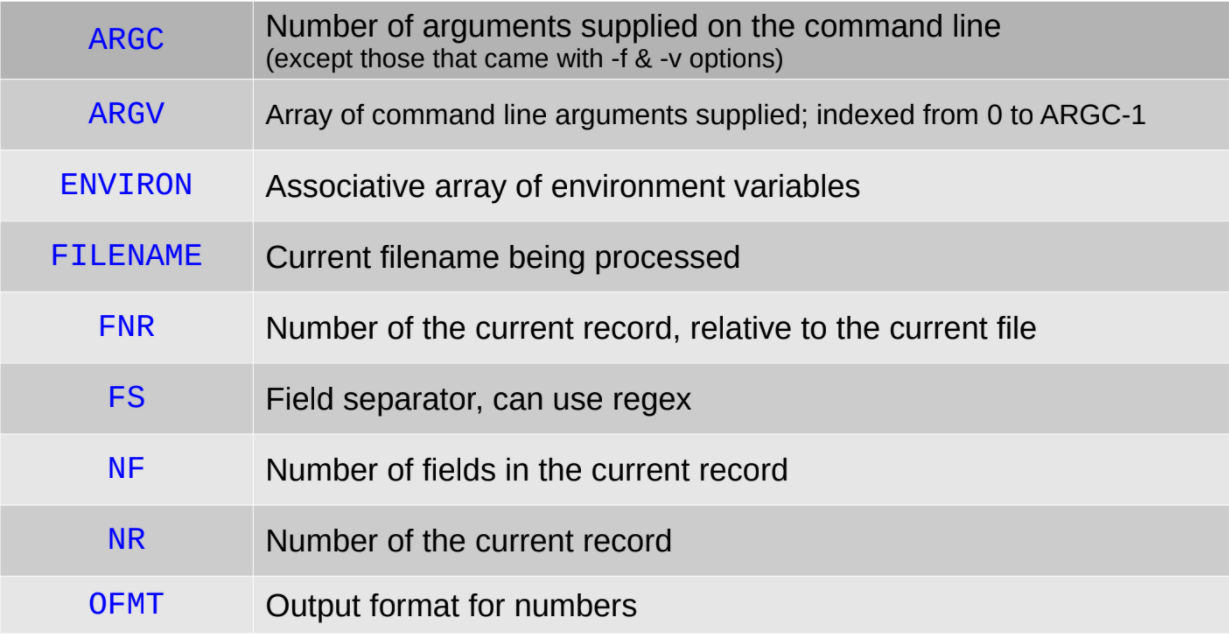 ARGC Number of arguments supplied on the command line
(except those that came with -f & -v options)
ARGV Array of command line arguments supplied; indexed from 0 to ARGC-1
ENVIRON Associative array of environment variables
FILENAME Current filename being processed
FNR Number of the current record, relative to the current file
FS Field separator, can use regex
NF Number of fields in the current record
NR Number of the current record
OFMT Output format for numbers